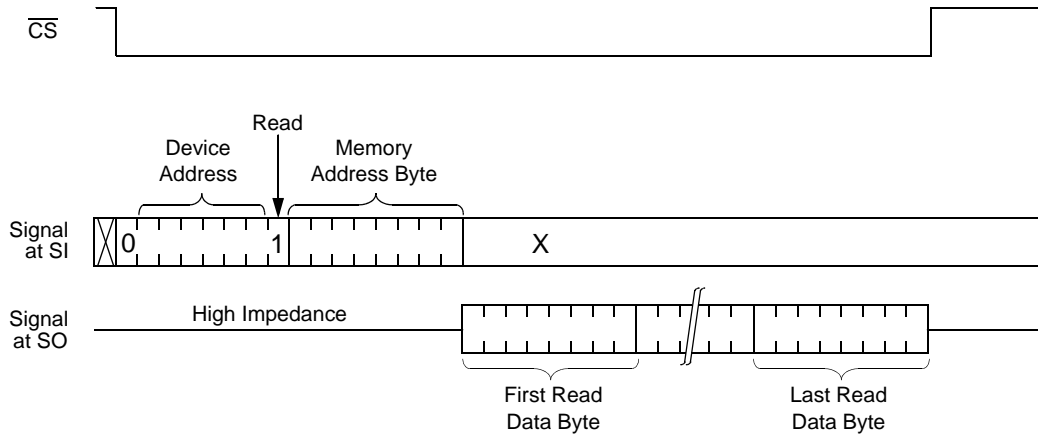 CS
Read
Device
Address
Memory
Address Byte
Signal
at SI
0
1
X
Signal
at SO
High Impedance
First Read
Data Byte
Last Read
Data Byte